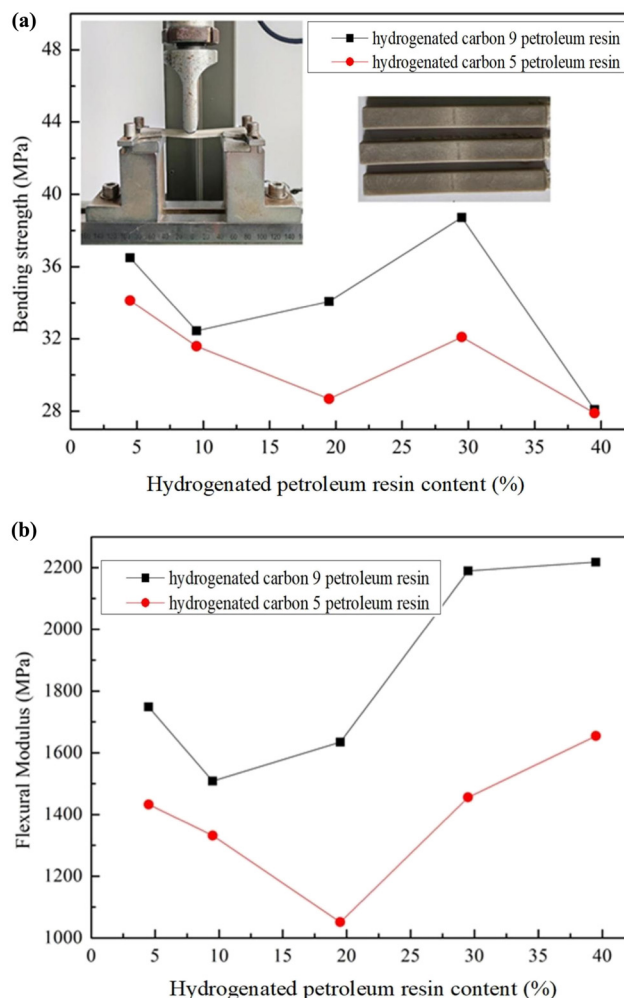 (a)
48
44
40
36
32
28
Bending strength (MPa)
hydrogenated carbon 9 petroleum resin
hydrogenated carbon 5 petroleum resin
0 5 10 15 20 25 30 35 40
Hydrogenated petroleum resin content (%)
(b)
2200
2000
1800
1600
1400
1200
1000
Flexural Modulus (MPa)
hydrogenated carbon 9 petroleum resin
hydrogenated carbon 5 petroleum resin
0 5 10 15 20 25 30 35 40
Hydrogenated petroleum resin content (%)